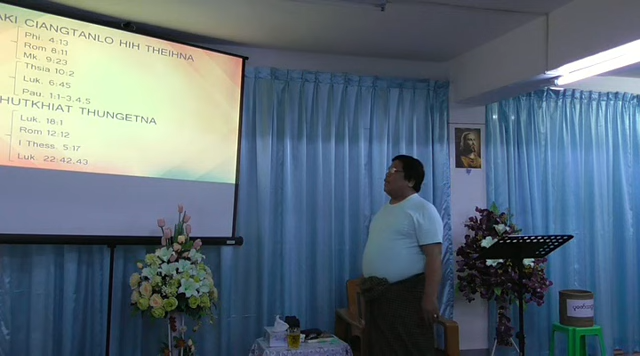 AKI CIANGTANLO HIH THEIHNA
Phi. 4:13
Rom 8:11
Mk. 9:23
Thsia 10:2
Luk. 6:45
Pau. 1:1-3,4,5
HUTKHIAT THUNGETNA
Luk. 18:1
Rom 12:12
I Thess. 5:17
Luk. 22:42,43